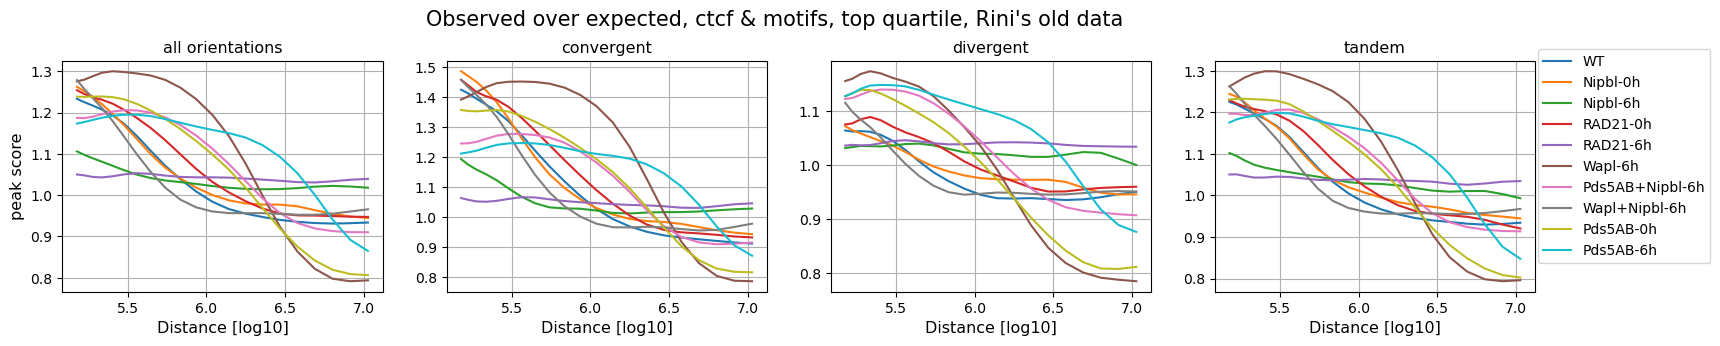 Observed over expected, ctcf & motifs, top quartile, Rini's old data
all orientations
peak score
1.3
1.2
1.1
1.0
0.9
0.8
5.5 6.0 6.5 7.0
Distance [log10]
convergent
1.5
1.4
1.3
1.2
1.1
1.0
0.9
0.8
5.5 6.0 6.5 7.0
Distance [log10]
divergent
1.1
1.0
0.9
0.8
5.5 6.0 6.5 7.0
Distance [log10]
tandem
1.3
1.2
1.1
1.0
0.9
0.8
5.5 6.0 6.5 7.0
Distance [log10]
WT
Nipbl-0h
Nipbl-6h
RAD21-0h
RAD21-6h
Wapl-6h
Pds5AB+Nipbl-6h
Wapl+Nipbl-6h
Pds5AB-0h
Pds5AB-6h